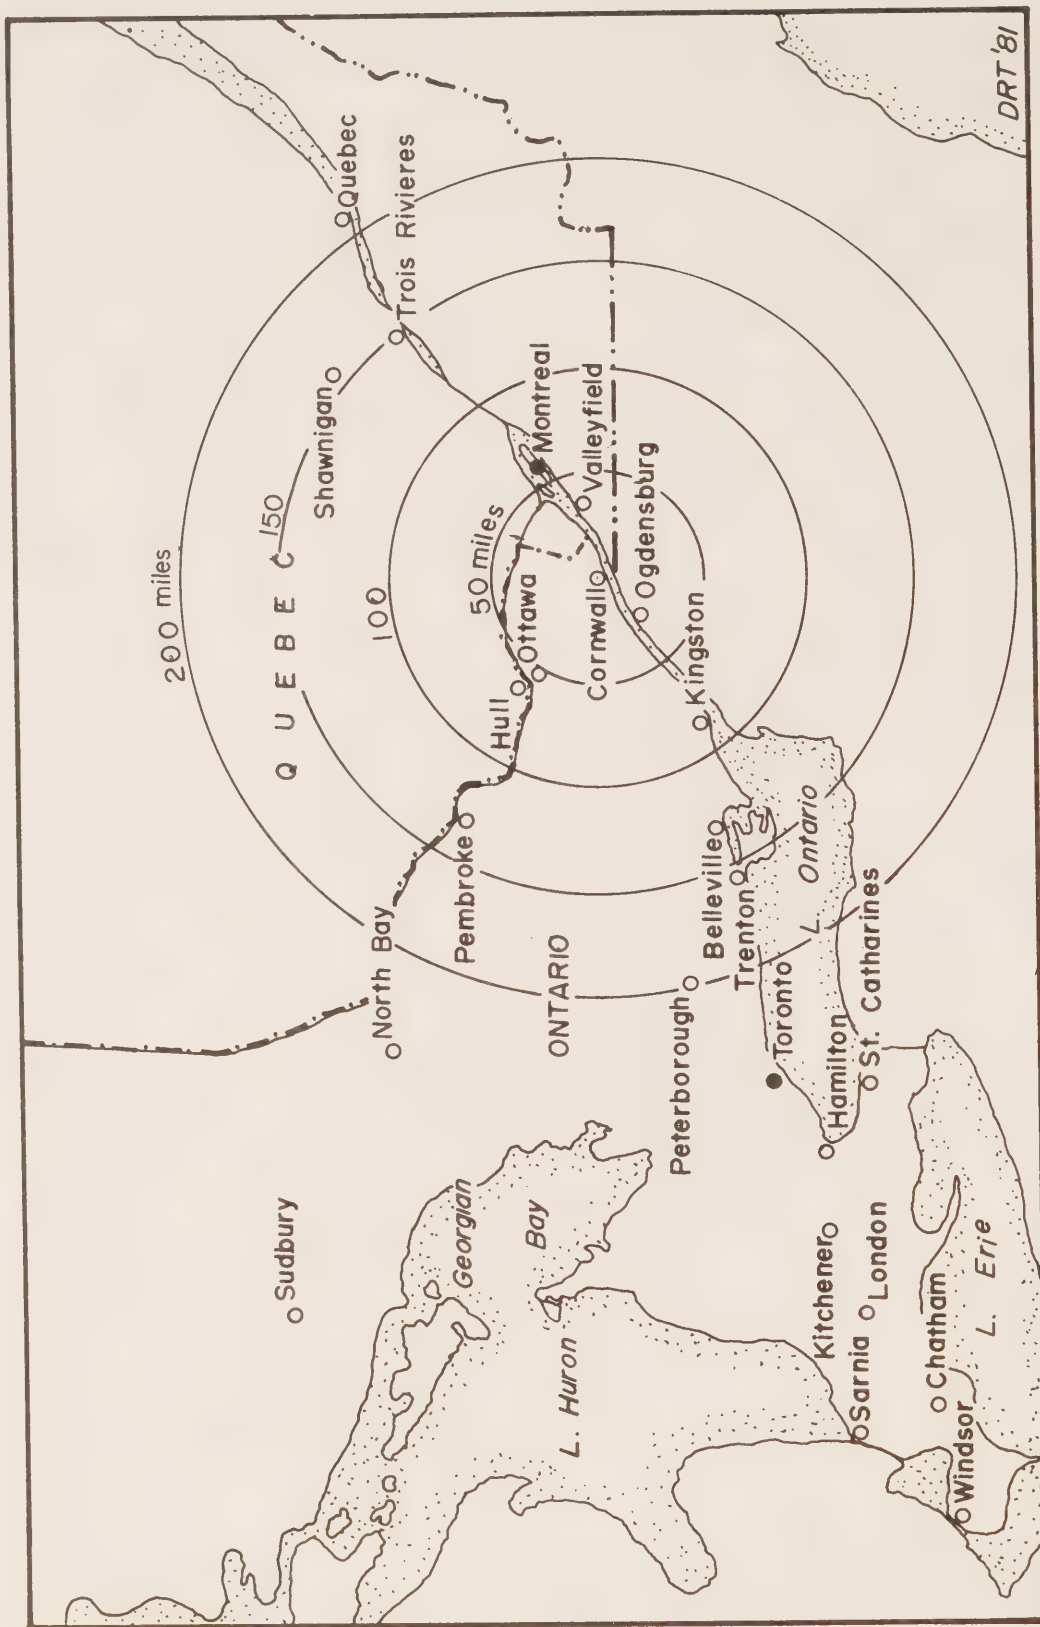 200 miles
QUEBEC
150
100
50 miles
Quebec
Trois Rivieres
Shawnigan
Montreal
Valleyfield
Ogdensburg
Cornwall
Ottawa
Hull
Kingston
Pembroke
North Bay
ONTARIO
Belleville
Trenton
Peterborough
Toronto
L. Ontario
Hamilton
St. Catharines
Sudbury
Georgian
Bay
L. Huron
Kitchener
London
Sarnia
Chatham
Windsor
L. Erie
DRT '81